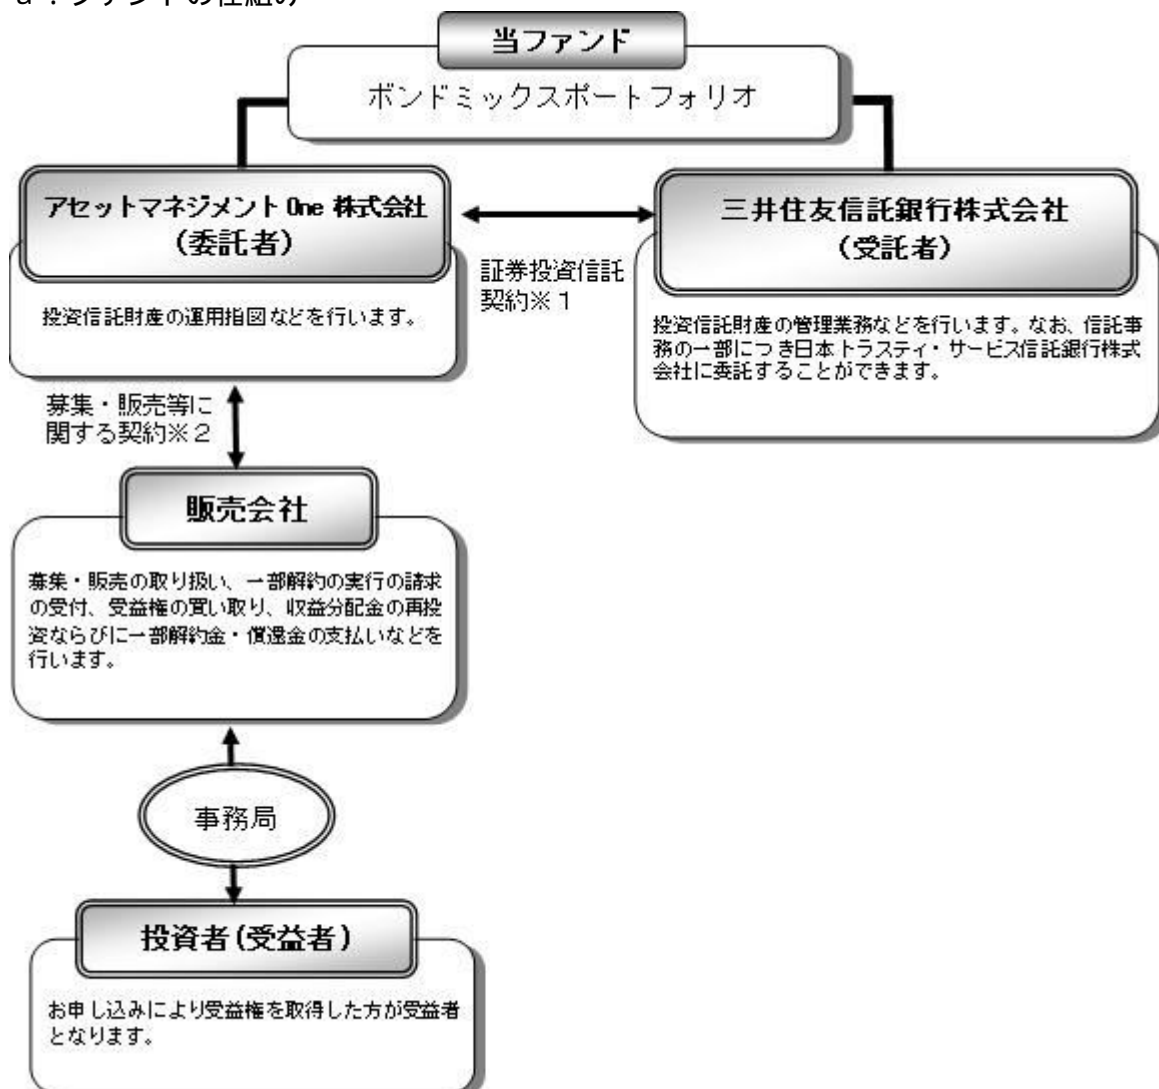 当ファンド
ボンドミックスポートフォリオ
アセットマネジメント One 株式会社
(委託者)
投資信託財産の運用指図などを行います。
証券投資信託
契約※1
三井住友信託銀行株式会社
(受託者)
投資信託財産の管理業務などを行います。なお、信託事
務の一部につき日本トラスティ・サービス信託銀行株式
会社に委託することができます。
募集・販売等に
関する契約※2
販売会社
募集・販売の取り扱い、一部解約の実行の請求
の受付、受益権の買い取り、収益分配金の再投
資ならびに一部解約金・償還金の支払いなどを
行います。
事務局
投資者(受益者)
お申し込みにより受益権を取得した方が受益者
となります。